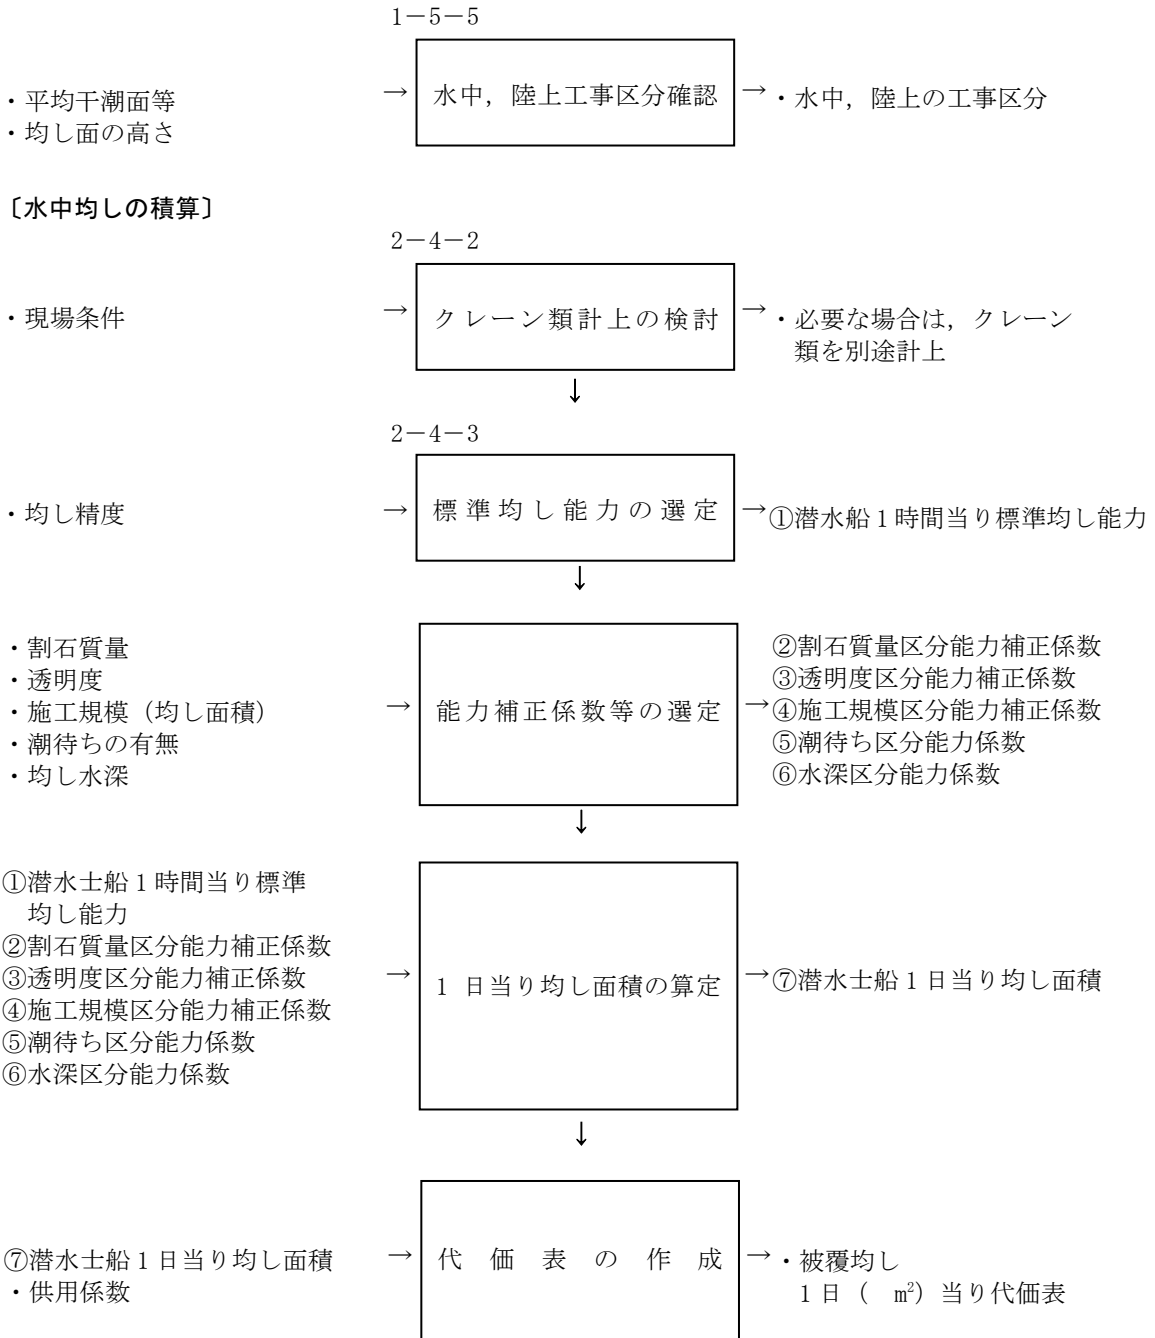 1－5－5
・平均干潮面等
・均し面の高さ
→
水中，陸上工事区分確認
→
・水中，陸上の工事区分
〔水中均しの積算〕
2－4－2
・現場条件
→
クレーン類計上の検討
→
・必要な場合は，クレーン
類を別途計上
↓
2－4－3
・均し精度
→
標準均し能力の選定
→
①潜水船1時間当り標準均し能力
↓
・割石質量
・透明度
・施工規模（均し面積）
・潮待ちの有無
・均し水深
→
能力補正係数等の選定
→
②割石質量区分能力補正係数
③透明度区分能力補正係数
④施工規模区分能力補正係数
⑤潮待ち区分能力係数
⑥水深区分能力係数
↓
①潜水士船1時間当り標準
均し能力
②割石質量区分能力補正係数
③透明度区分能力補正係数
④施工規模区分能力補正係数
⑤潮待ち区分能力係数
⑥水深区分能力係数
→
1 日当り均し面積の算定
→
⑦潜水士船1日当り均し面積
↓
⑦潜水士船1日当り均し面積
・供用係数
→
代価表の作成
→
・被覆均し
1日（　m²）当り代価表